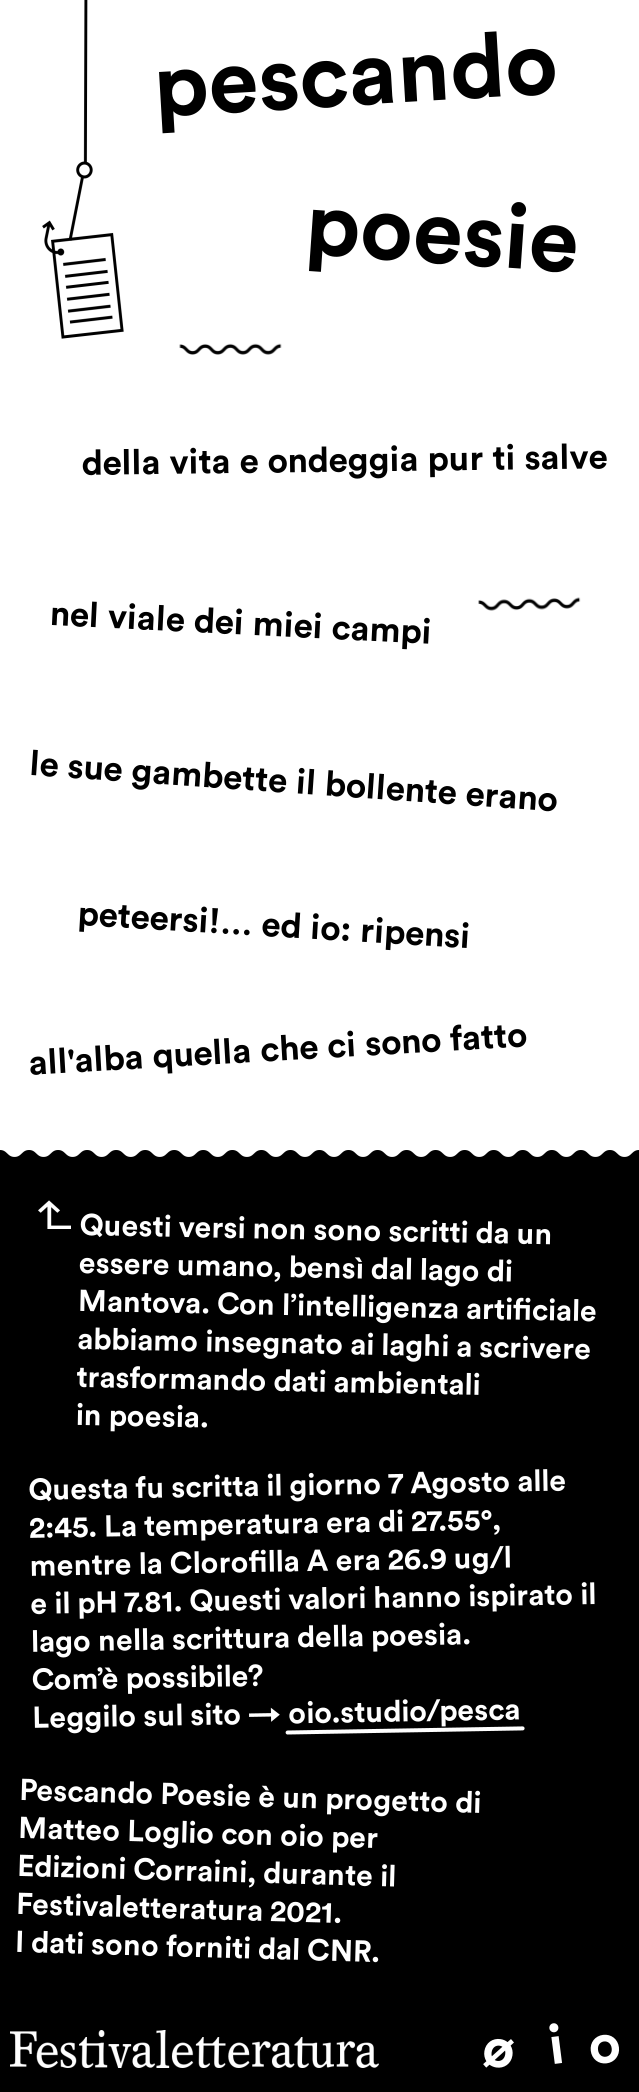 pescando
poesie
della vita e ondeggia pur ti salve
nel viale dei miei campi
le sue gambette il bollente erano
peteersi!... ed io: ripensi
all'alba quella che ci sono fatto
Questi versi non sono scritti da un
essere umano, bensì dal lago di
Mantova. Con l’intelligenza artificiale
abbiamo insegnato ai laghi a scrivere
trasformando dati ambientali
in poesia.
Questa fu scritta il giorno 7 Agosto alle
2:45. La temperatura era di 27.55°,
mentre la Clorofilla A era 26.9 ug/l
e il pH 7.81. Questi valori hanno ispirato il
lago nella scrittura della poesia.
Com’è possibile?
Leggilo sul sito → oio.studio/pesca
Pescando Poesie è un progetto di
Matteo Loglio con oio per
Edizioni Corraini, durante il
Festivaletteratura 2021.
I dati sono forniti dal CNR.
Festivaletteratura
ø i o